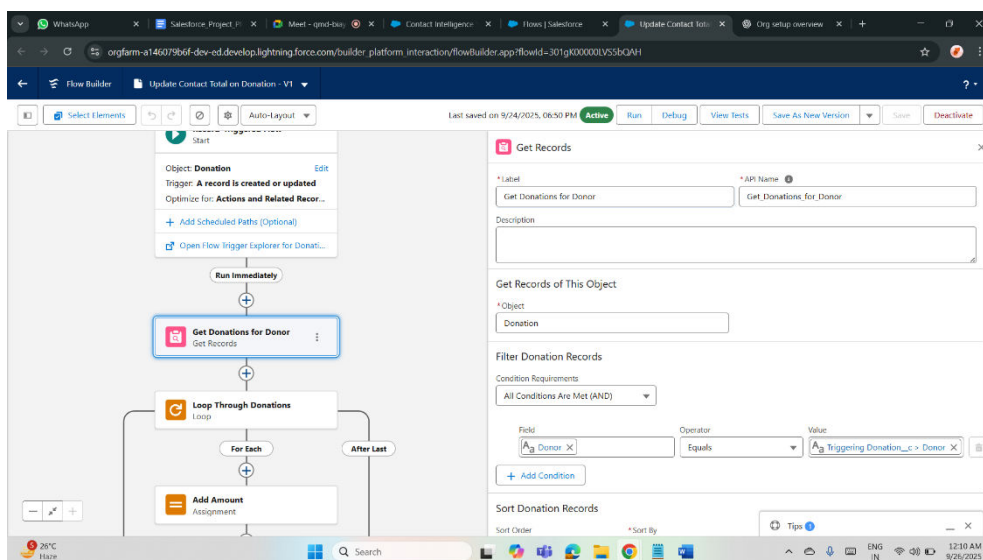 WhatsApp
Salesforce_Project_Pl
Meet - qmd-biaj
Contact Intelligence
Flows | Salesforce
Update Contact Tota
Org setup overview
orgfarm-a146079b6f-dev-ed.develop.lightning.force.com/builder_platform_interaction/flowBuilder.app?flowId=301gK00000LVS5bQAH
Flow Builder
Update Contact Total on Donation - V1
?
Select Elements
Auto-Layout
Last saved on 9/24/2025, 06:50 PM
Active
Run
Debug
View Tests
Save As New Version
Save
Deactivate
Start
Object: Donation
Edit
Trigger: A record is created or updated
Optimize for: Actions and Related Recor...
+ Add Scheduled Paths (Optional)
Open Flow Trigger Explorer for Donati...
Run Immediately
Get Donations for Donor
Get Records
Loop Through Donations
Loop
For Each
After Last
Add Amount
Assignment
Get Records
* Label
* API Name
Get Donations for Donor
Get_Donations_for_Donor
Description
Get Records of This Object
* Object
Donation
Filter Donation Records
Condition Requirements
All Conditions Are Met (AND)
Field
Operator
Value
Aa Donor
Equals
Aa Triggering Donation__c > Donor
+ Add Condition
Sort Donation Records
Sort Order
* Sort By
Tips
26°C
Haze
Search
ENG
IN
12:10 AM
9/26/2025